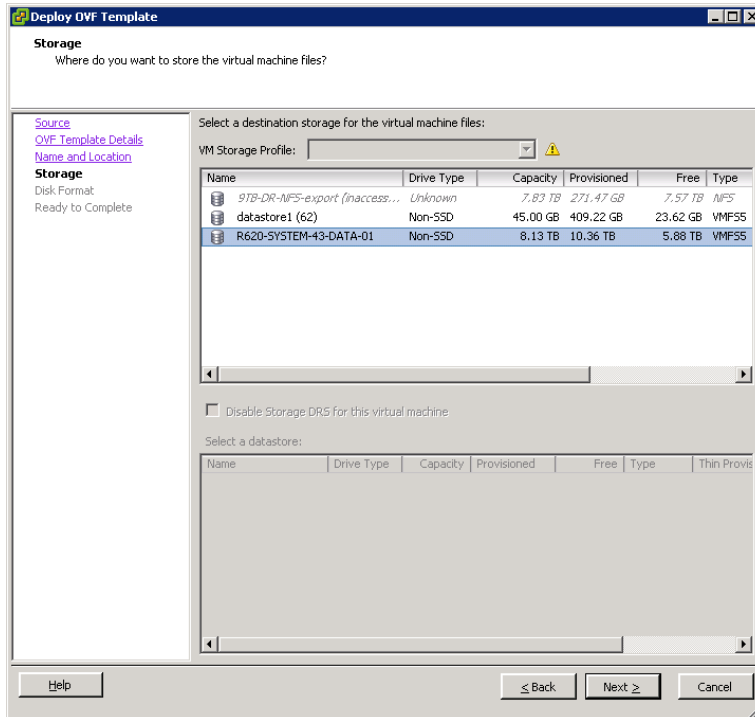 Deploy OVF Template
Storage
Where do you want to store the virtual machine files?
Source
OVF Template Details
Name and Location
Storage
Disk Format
Ready to Complete
Select a destination storage for the virtual machine files:
VM Storage Profile:
Name Drive Type Capacity Provisioned Free Type
9TB-DR-NFS-export (inaccess... Unknown 7.83 TB 271.47 GB 7.57 TB NFS
datastore1 (62) Non-SSD 45.00 GB 409.22 GB 23.62 GB VMFS5
R620-SYSTEM-43-DATA-01 Non-SSD 8.13 TB 10.36 TB 5.88 TB VMFS5
Disable Storage DRS for this virtual machine
Select a datastore:
Name Drive Type Capacity Provisioned Free Type Thin Provis
Help
< Back
Next >
Cancel